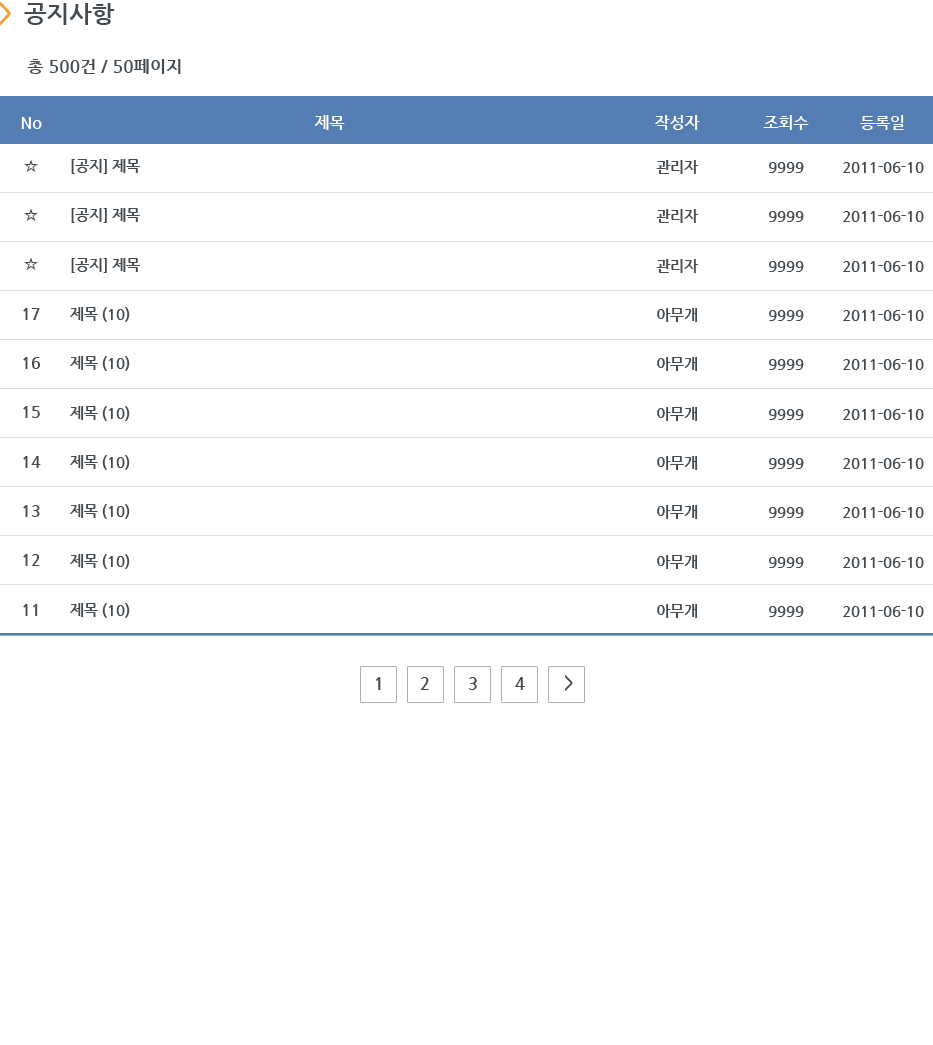 공지사항
총 500건 / 50페이지
No 제목 작성자 조회수 등록일
☆ [공지] 제목 관리자 9999 2011-06-10
☆ [공지] 제목 관리자 9999 2011-06-10
☆ [공지] 제목 관리자 9999 2011-06-10
17 제목 (10) 아무개 9999 2011-06-10
16 제목 (10) 아무개 9999 2011-06-10
15 제목 (10) 아무개 9999 2011-06-10
14 제목 (10) 아무개 9999 2011-06-10
13 제목 (10) 아무개 9999 2011-06-10
12 제목 (10) 아무개 9999 2011-06-10
11 제목 (10) 아무개 9999 2011-06-10
1 2 3 4 >